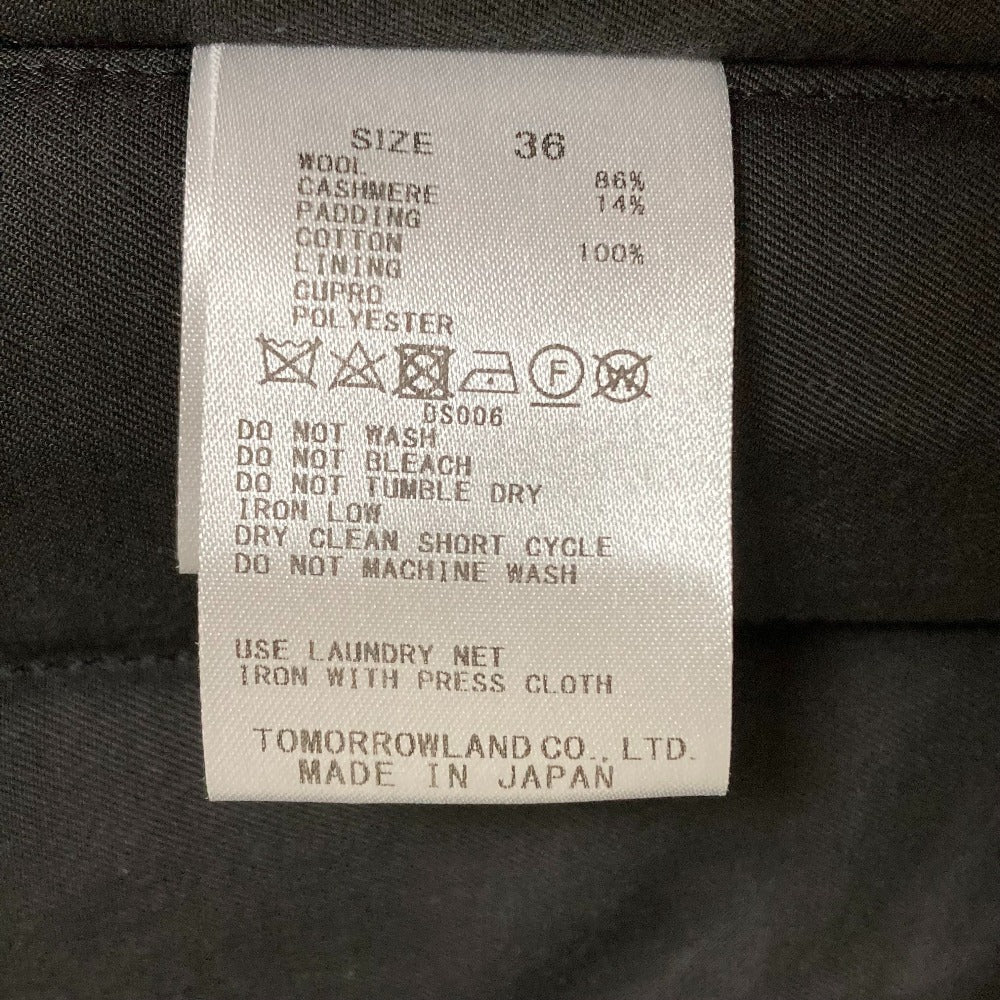 SIZE 36
WOOL 86%
CASHMERE 14%
PADDING
COTTON 100%
LINING
CUPRO
POLYESTER
F W
DS006
DO NOT WASH
DO NOT BLEACH
DO NOT TUMBLE DRY
IRON LOW
DRY CLEAN SHORT CYCLE
DO NOT MACHINE WASH
USE LAUNDRY NET
IRON WITH PRESS CLOTH
TOMORROWLAND CO., LTD.
MADE IN JAPAN